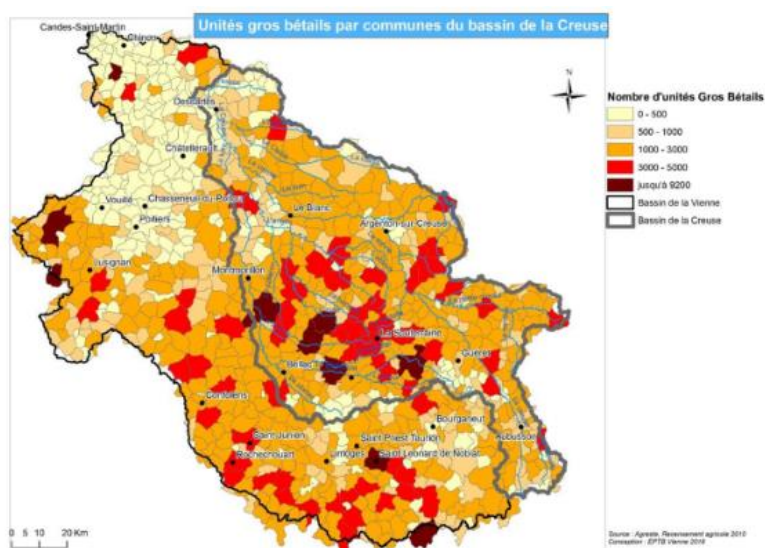 Unités gros bétails par communes du bassin de la Creuse
Candes-Saint-Martin
Chinon
N
Descartes
Châtellerault
Vouillé
Chasseneuil-du-Poitou
Poitiers
Le Blanc
Argenton-sur-Creuse
Lusignan
Montmorillon
La Souterraine
Guéret
Bellac
Confolens
Bourganeuf
Aubusson
Saint Junien
Saint Priest Taurion
Rochechouart
Limoges
Saint Leonard de Noblat
Nombre d'unités Gros Bétails
0 - 500
500 - 1000
1000 - 3000
3000 - 5000
jusqu'à 9200
Bassin de la Vienne
Bassin de la Creuse
0 5 10 20 Km
Source : Agreste, Recensement agricole 2010
Conception : EPTB Vienne 2016